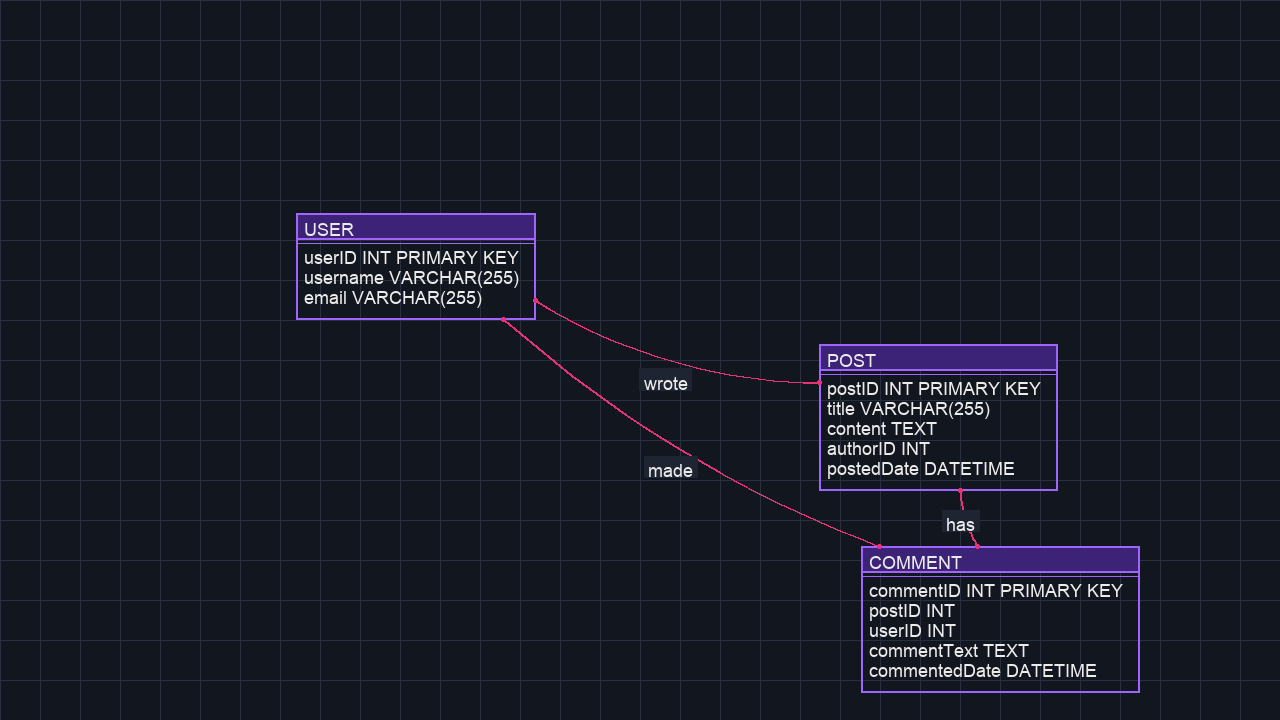 USER
userID INT PRIMARY KEY
username VARCHAR(255)
email VARCHAR(255)
wrote
made
POST
postID INT PRIMARY KEY
title VARCHAR(255)
content TEXT
authorID INT
postedDate DATETIME
has
COMMENT
commentID INT PRIMARY KEY
postID INT
userID INT
commentText TEXT
commentedDate DATETIME